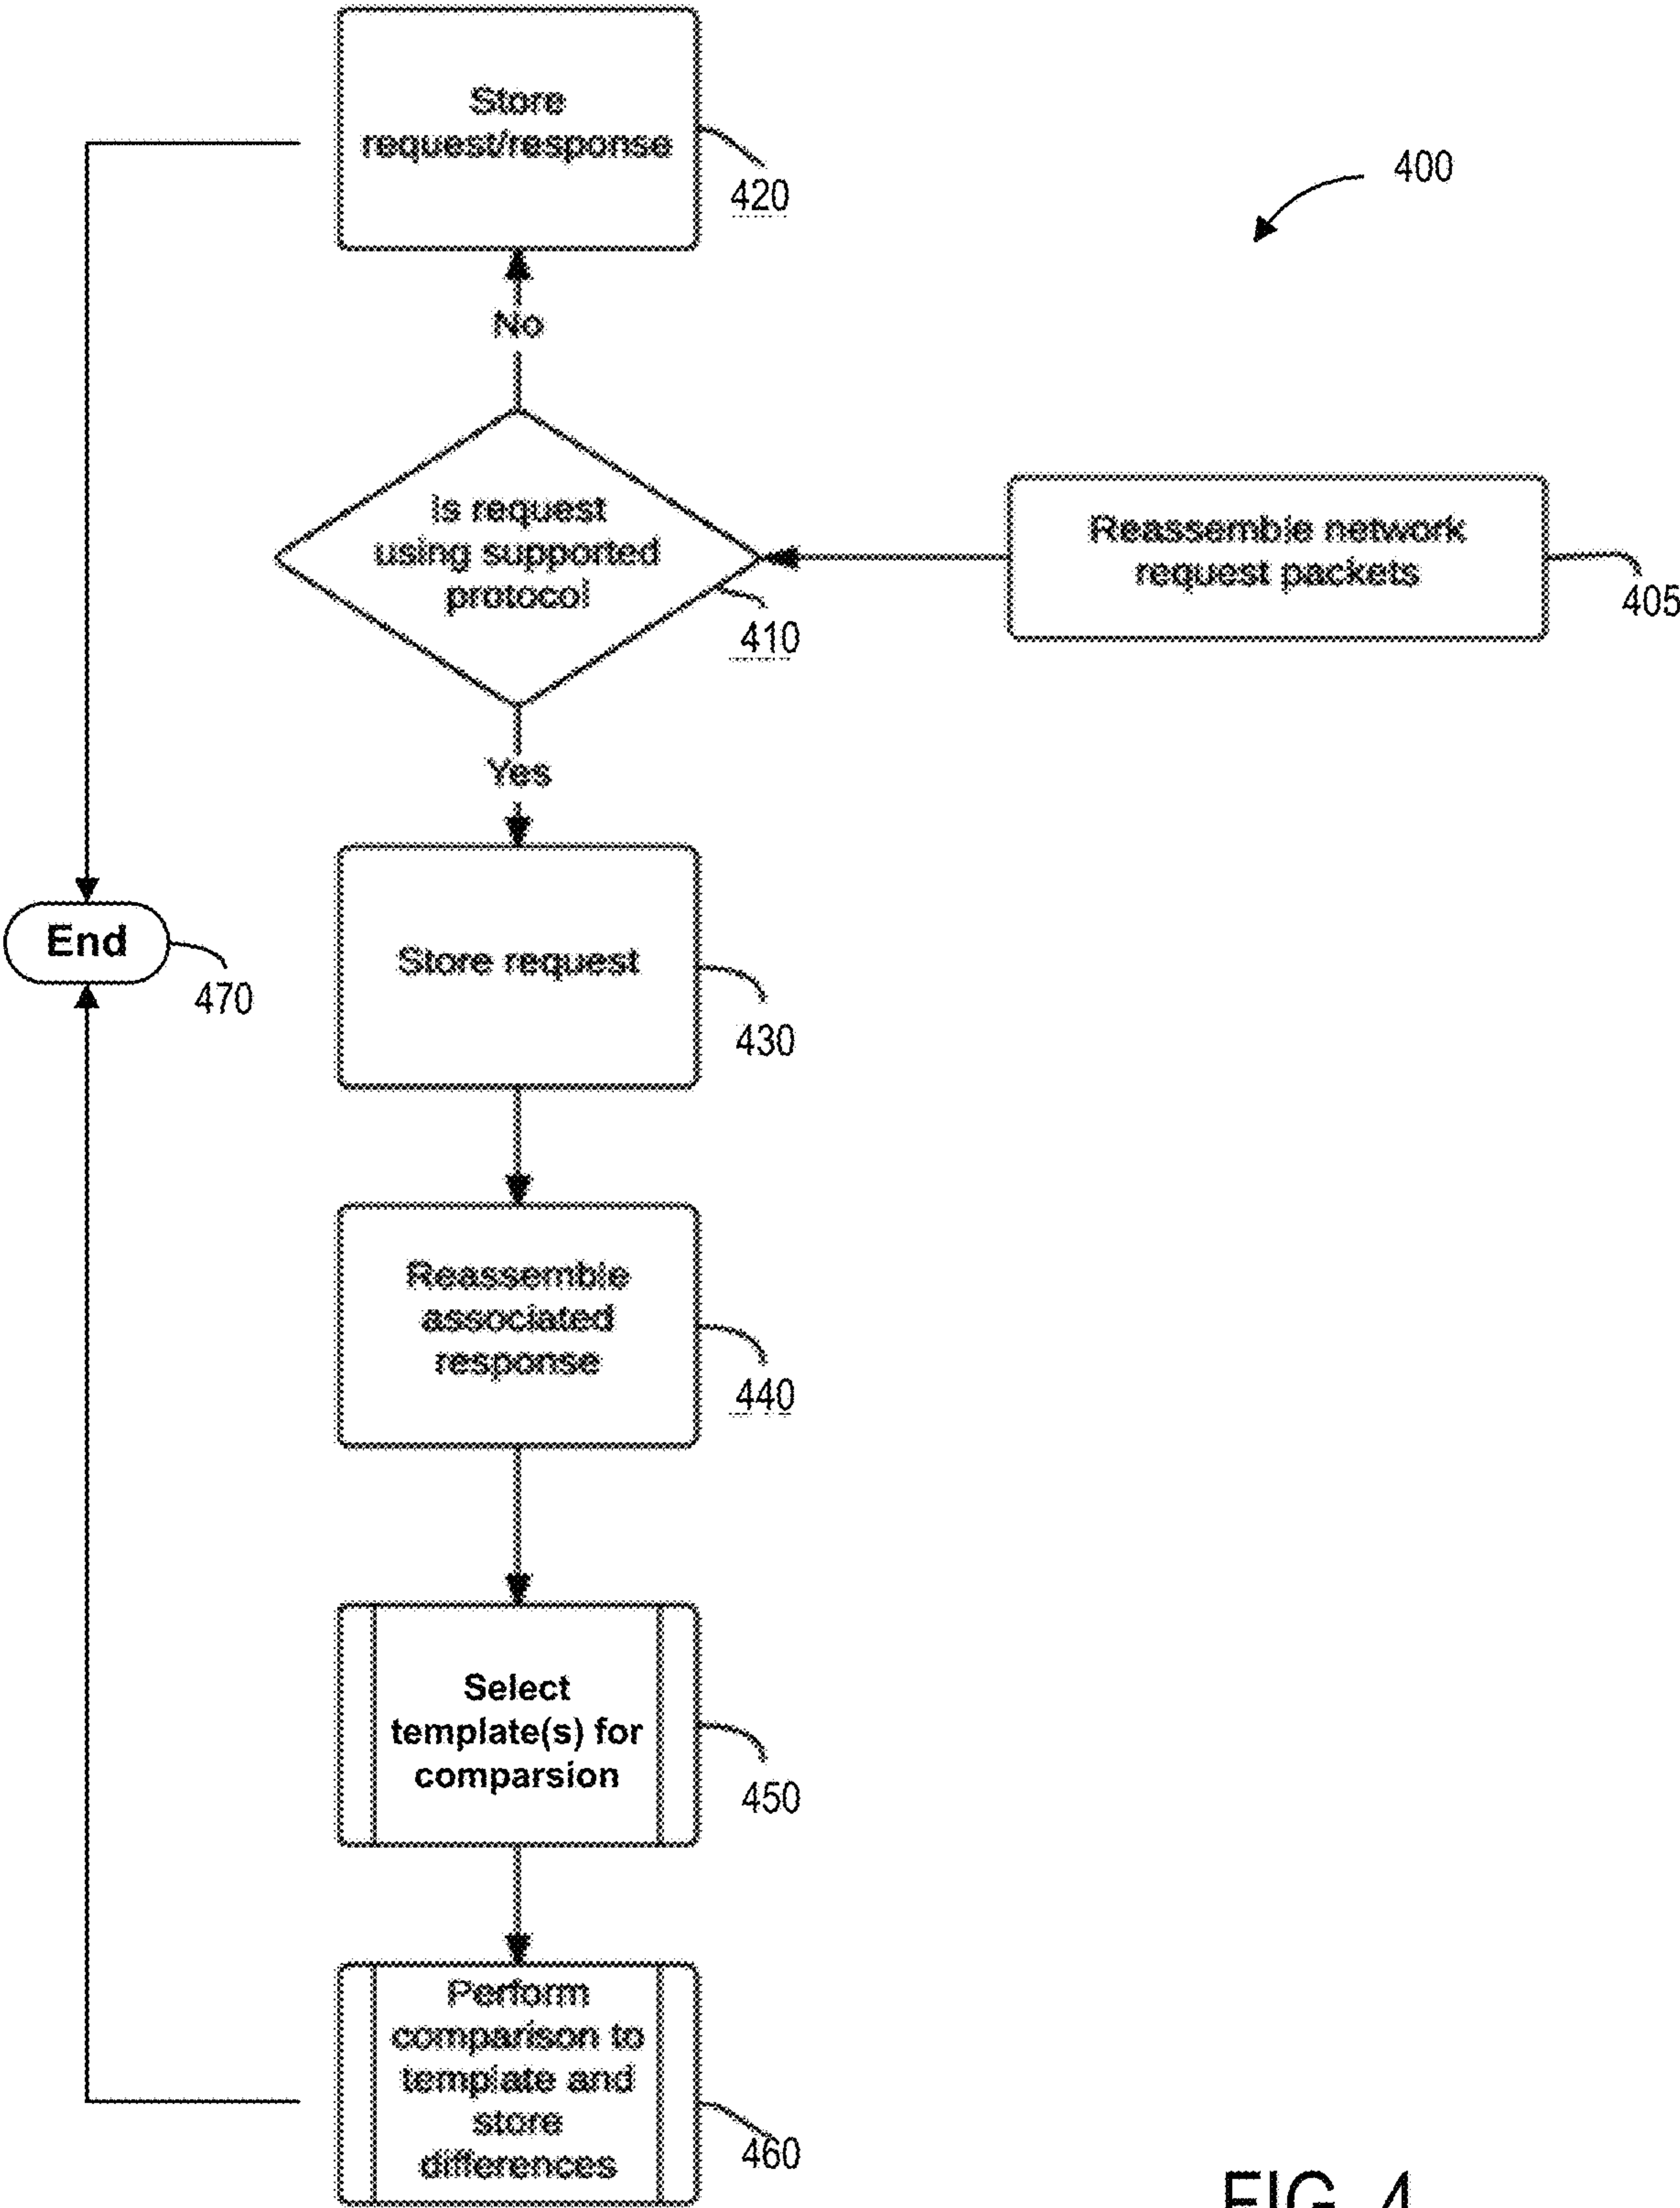 Store
request/response
420
400
No
is request
using supported
protocol
410
Reassemble network
request packets
405
Yes
End
470
Store request
430
Reassemble
associated
response
440
Select
template(s) for
comparsion
450
Perform
comparison to
template and
store
differences
460
FIG. 4